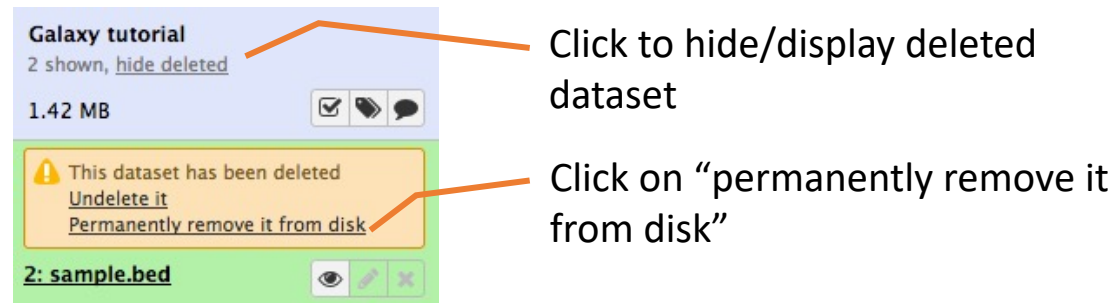 Galaxy tutorial
2 shown, hide deleted
1.42 MB
Click to hide/display deleted
dataset
This dataset has been deleted
Undelete it
Permanently remove it from disk
Click on “permanently remove it
from disk”
2: sample.bed